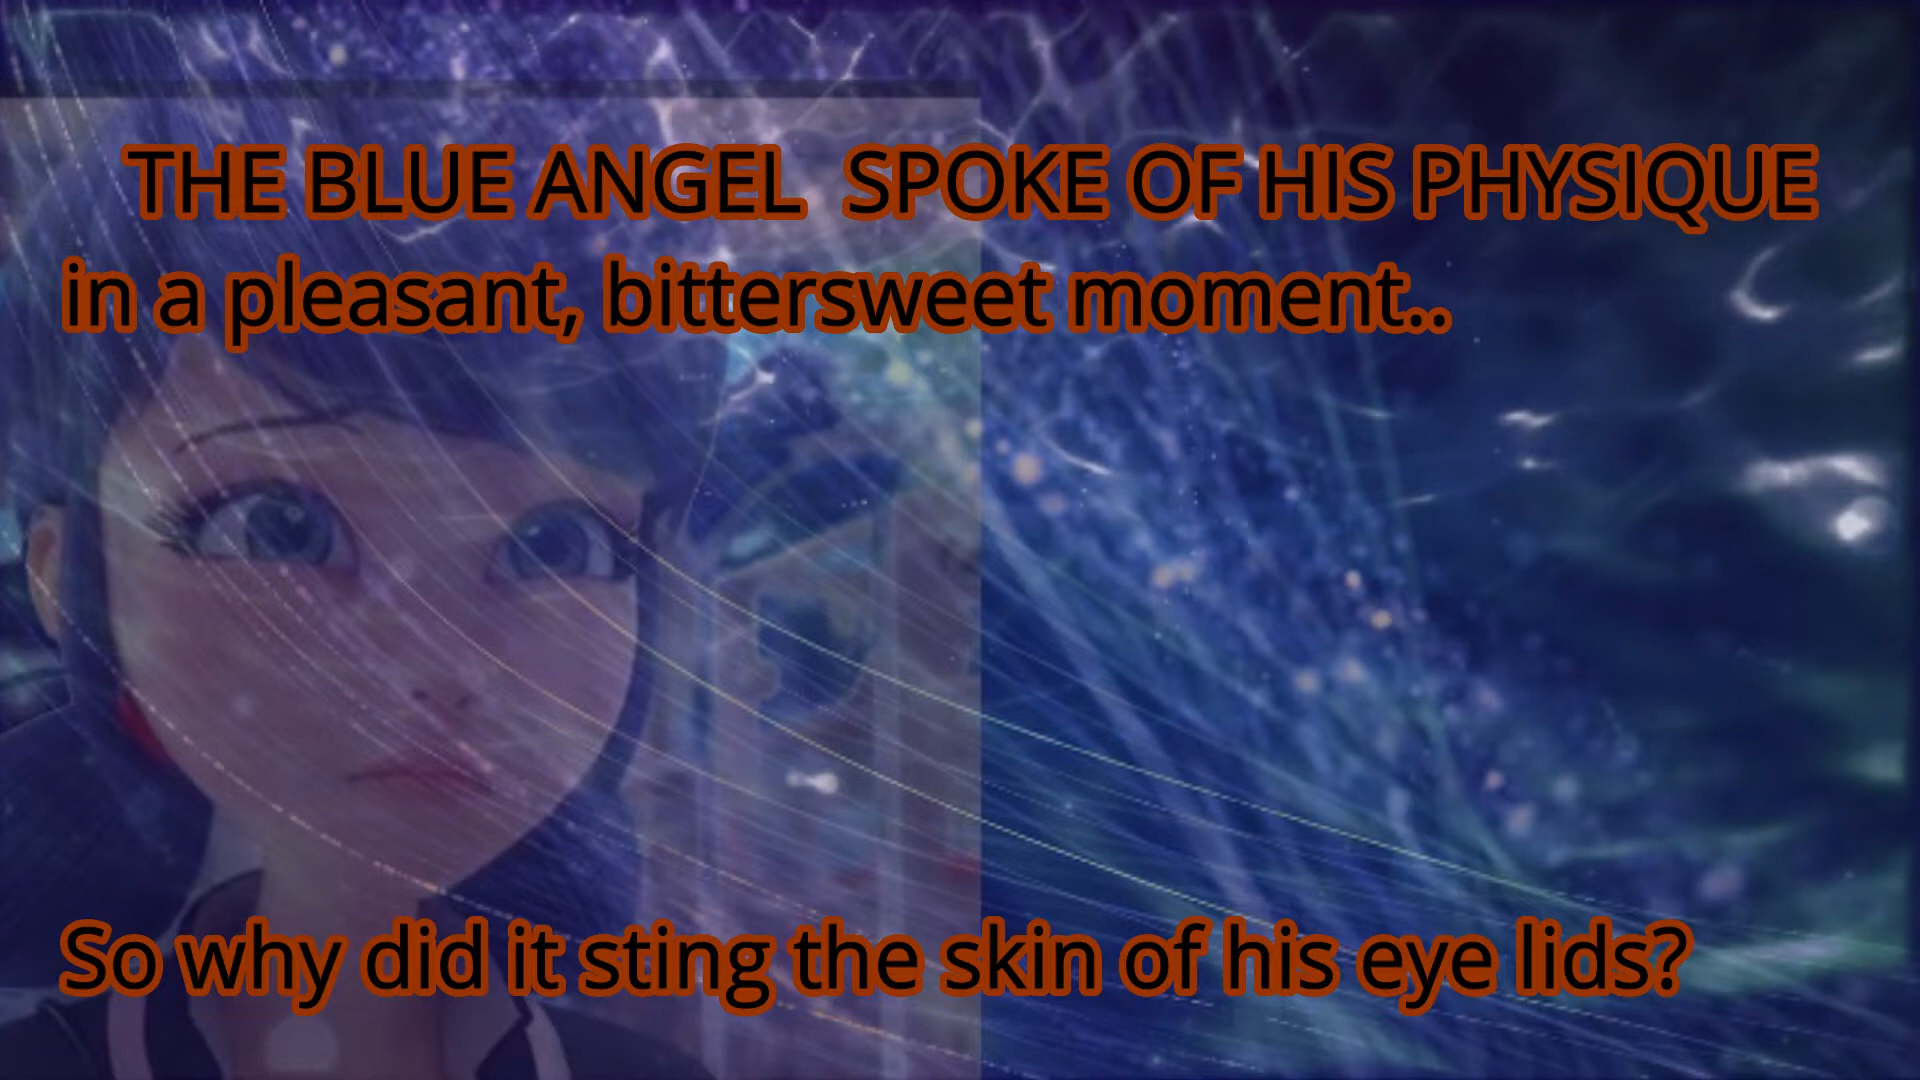 THE BLUE ANGEL  SPOKE OF HIS PHYSIQUE
in a pleasant, bittersweet moment..
So why did it sting the skin of his eye lids?